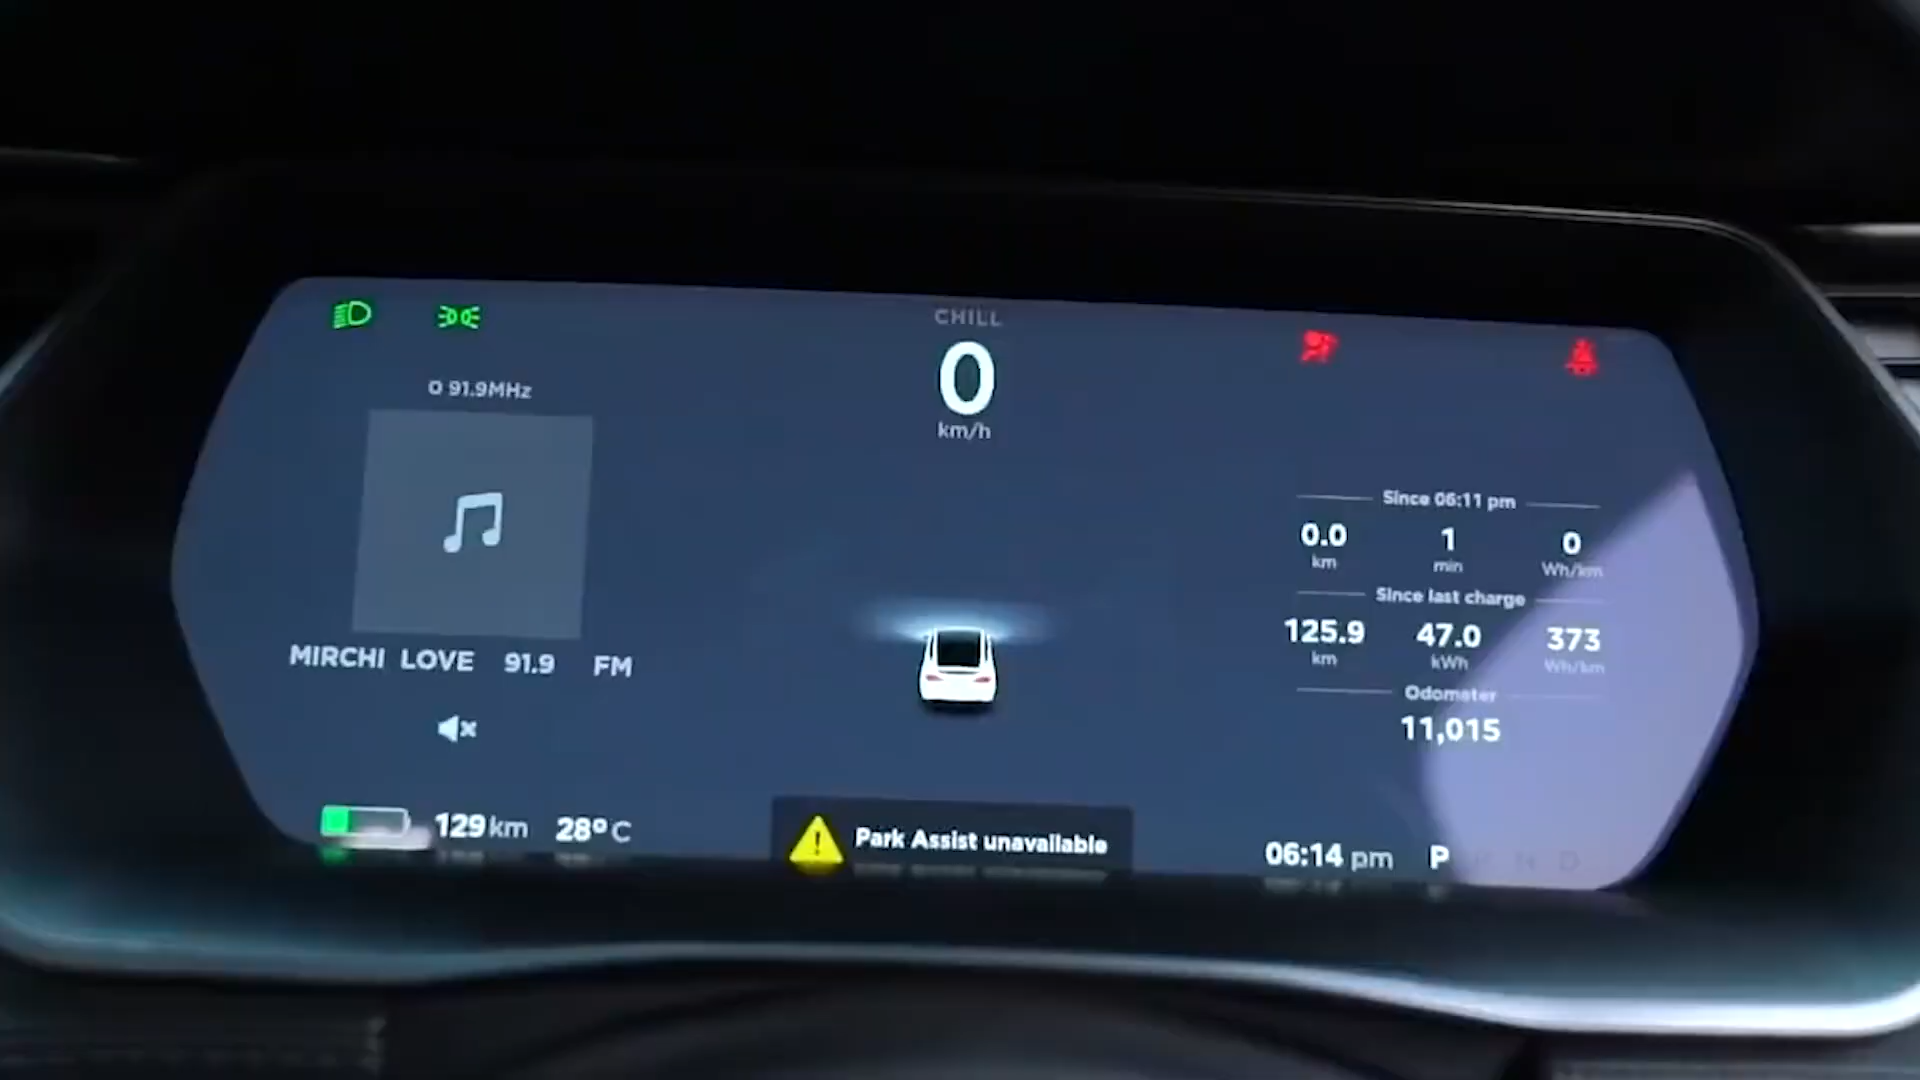 CHILL
0
km/h
91.9MHz
MIRCHI LOVE 91.9 FM
129 km 28° C
Park Assist unavailable
Since 06:11 pm
0.0 1 0
km min Wh/km
Since last charge
125.9 47.0 373
km kWh Wh/km
Odometer
11,015
06:14 pm P R N D